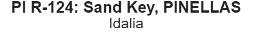 PI R-124: Sand Key, PINELLAS
Idalia